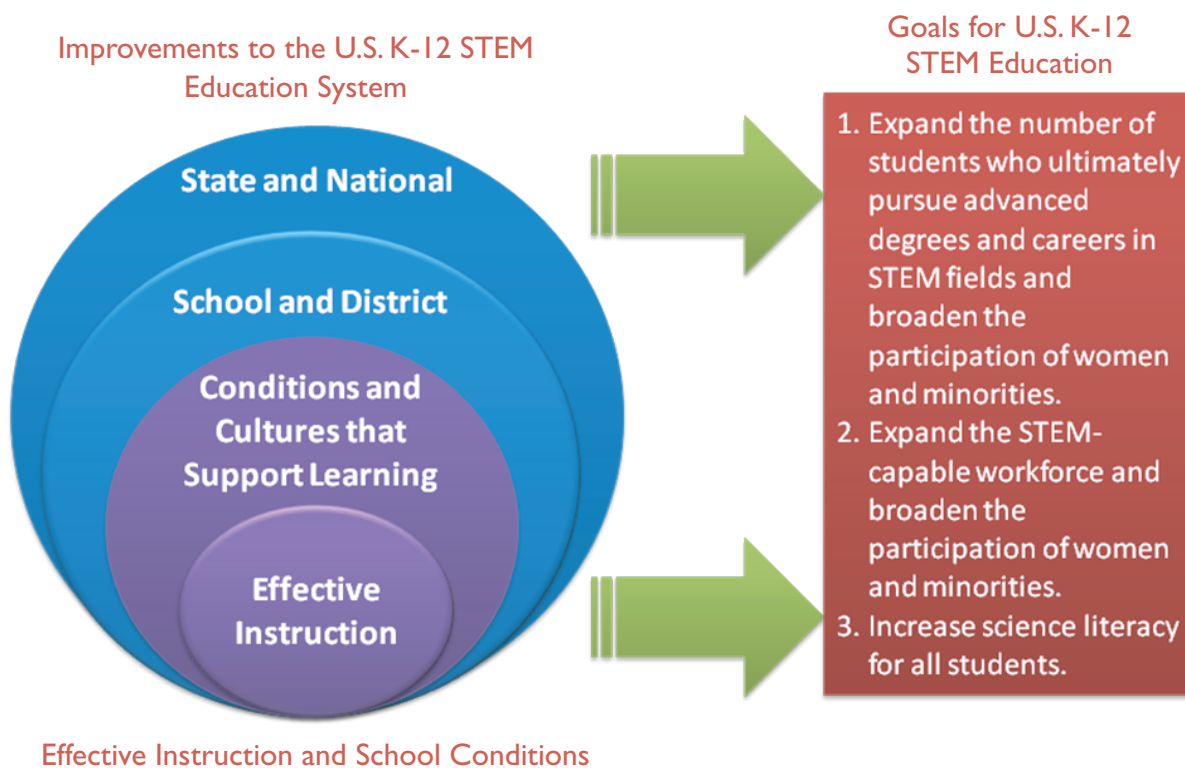 Improvements to the U.S. K-12 STEM
Education System
State and National
School and District
Conditions and
Cultures that
Support Learning
Effective
Instruction
Effective Instruction and School Conditions
Goals for U.S. K-12
STEM Education
1. Expand the number of
students who ultimately
pursue advanced
degrees and careers in
STEM fields and
broaden the
participation of women
and minorities.
2. Expand the STEM-
capable workforce and
broaden the
participation of women
and minorities.
3. Increase science literacy
for all students.